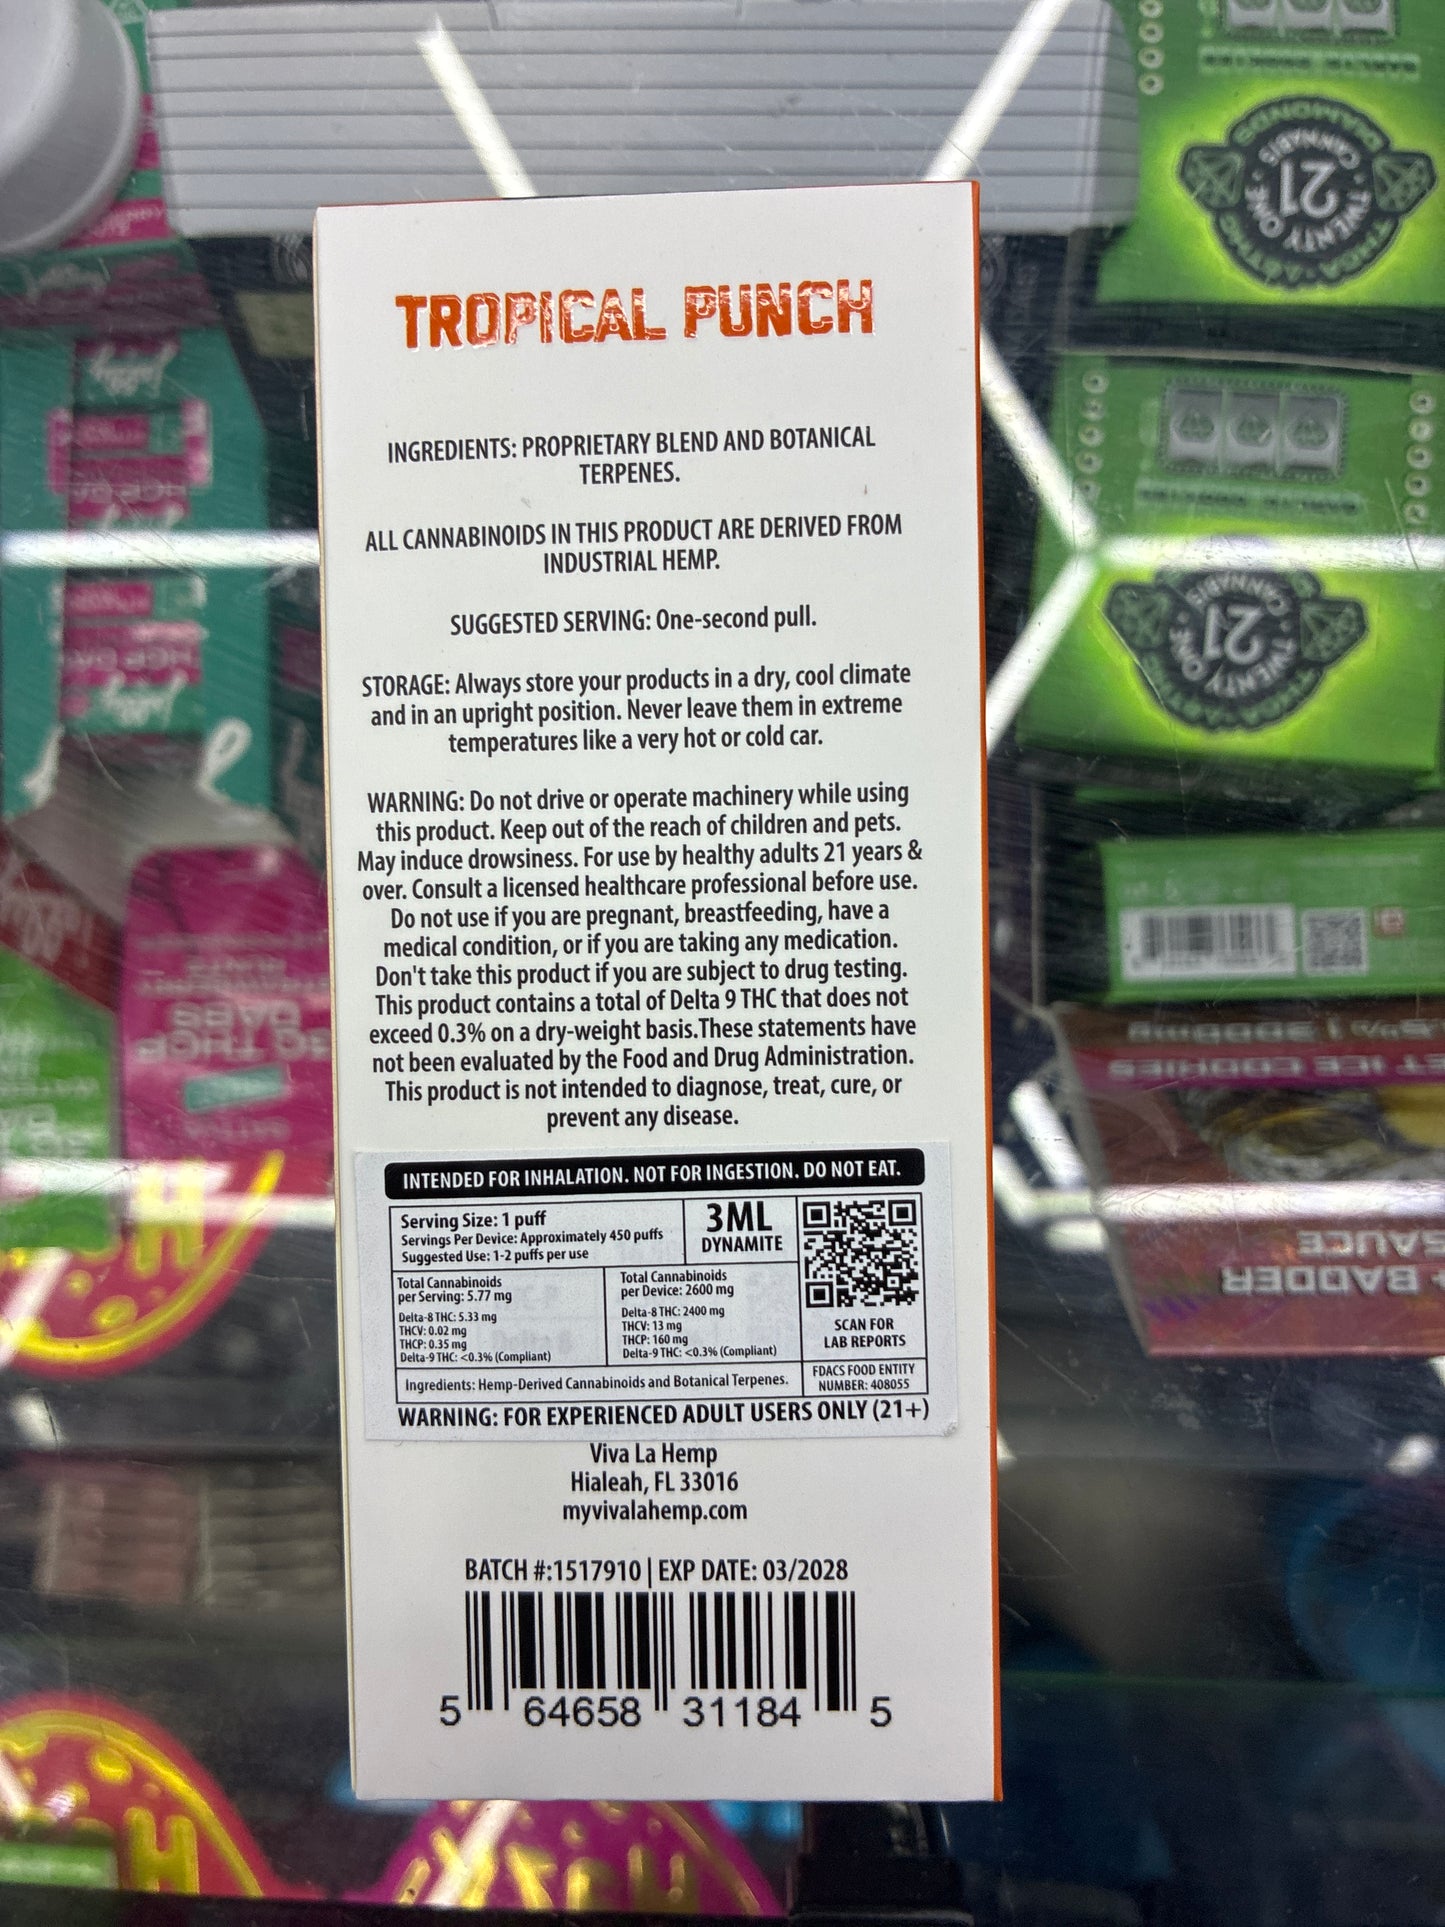 TROPICAL PUNCH
INGREDIENTS: PROPRIETARY BLEND AND BOTANICAL
TERPENES.
ALL CANNABINOIDS IN THIS PRODUCT ARE DERIVED FROM
INDUSTRIAL HEMP.
SUGGESTED SERVING: One-second pull.
STORAGE: Always store your products in a dry, cool climate
and in an upright position. Never leave them in extreme
temperatures like a very hot or cold car.
WARNING: Do not drive or operate machinery while using
this product. Keep out of the reach of children and pets.
May induce drowsiness. For use by healthy adults 21 years &
over. Consult a licensed healthcare professional before use.
Do not use if you are pregnant, breastfeeding, have a
medical condition, or if you are taking any medication.
Don't take this product if you are subject to drug testing.
This product contains a total of Delta 9 THC that does not
exceed 0.3% on a dry-weight basis.These statements have
not been evaluated by the Food and Drug Administration.
This product is not intended to diagnose, treat, cure, or
prevent any disease.
INTENDED FOR INHALATION. NOT FOR INGESTION. DO NOT EAT.
Serving Size: 1 puff
Servings Per Device: Approximately 450 puffs
Suggested Use: 1-2 puffs per use
3ML
DYNAMITE
Total Cannabinoids
per Serving: 5.77 mg
Delta-8 THC: 5.33 mg
THCV: 0.02 mg
THCP: 0.35 mg
Delta-9 THC: <0.3% (Compliant)
Total Cannabinoids
per Device: 2600 mg
Delta-8 THC: 2400 mg
THCV: 13 mg
THCP: 160 mg
Delta-9 THC: <0.3% (Compliant)
SCAN FOR
LAB REPORTS
Ingredients: Hemp-Derived Cannabinoids and Botanical Terpenes.
FDACS FOOD ENTITY
NUMBER: 408055
WARNING: FOR EXPERIENCED ADULT USERS ONLY (21+)
Viva La Hemp
Hialeah, FL 33016
myvivalahemp.com
BATCH #:1517910 | EXP DATE: 03/2028
5 64658 31184 5
DIAMONDS
TWENTY ONE
21
CANNABIS
TWENTY ONE
21
CANNABIS
SAUCE
+ BADDER